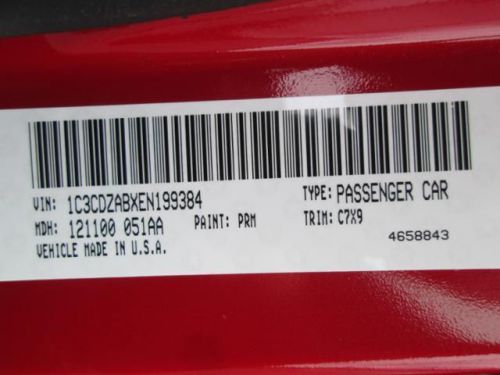 VIN: 1C3CDZABXEN199384 TYPE: PASSENGER CAR
MDH: 121100 051AA PAINT: PRM TRIM: C7X9
VEHICLE MADE IN U.S.A. 4658843